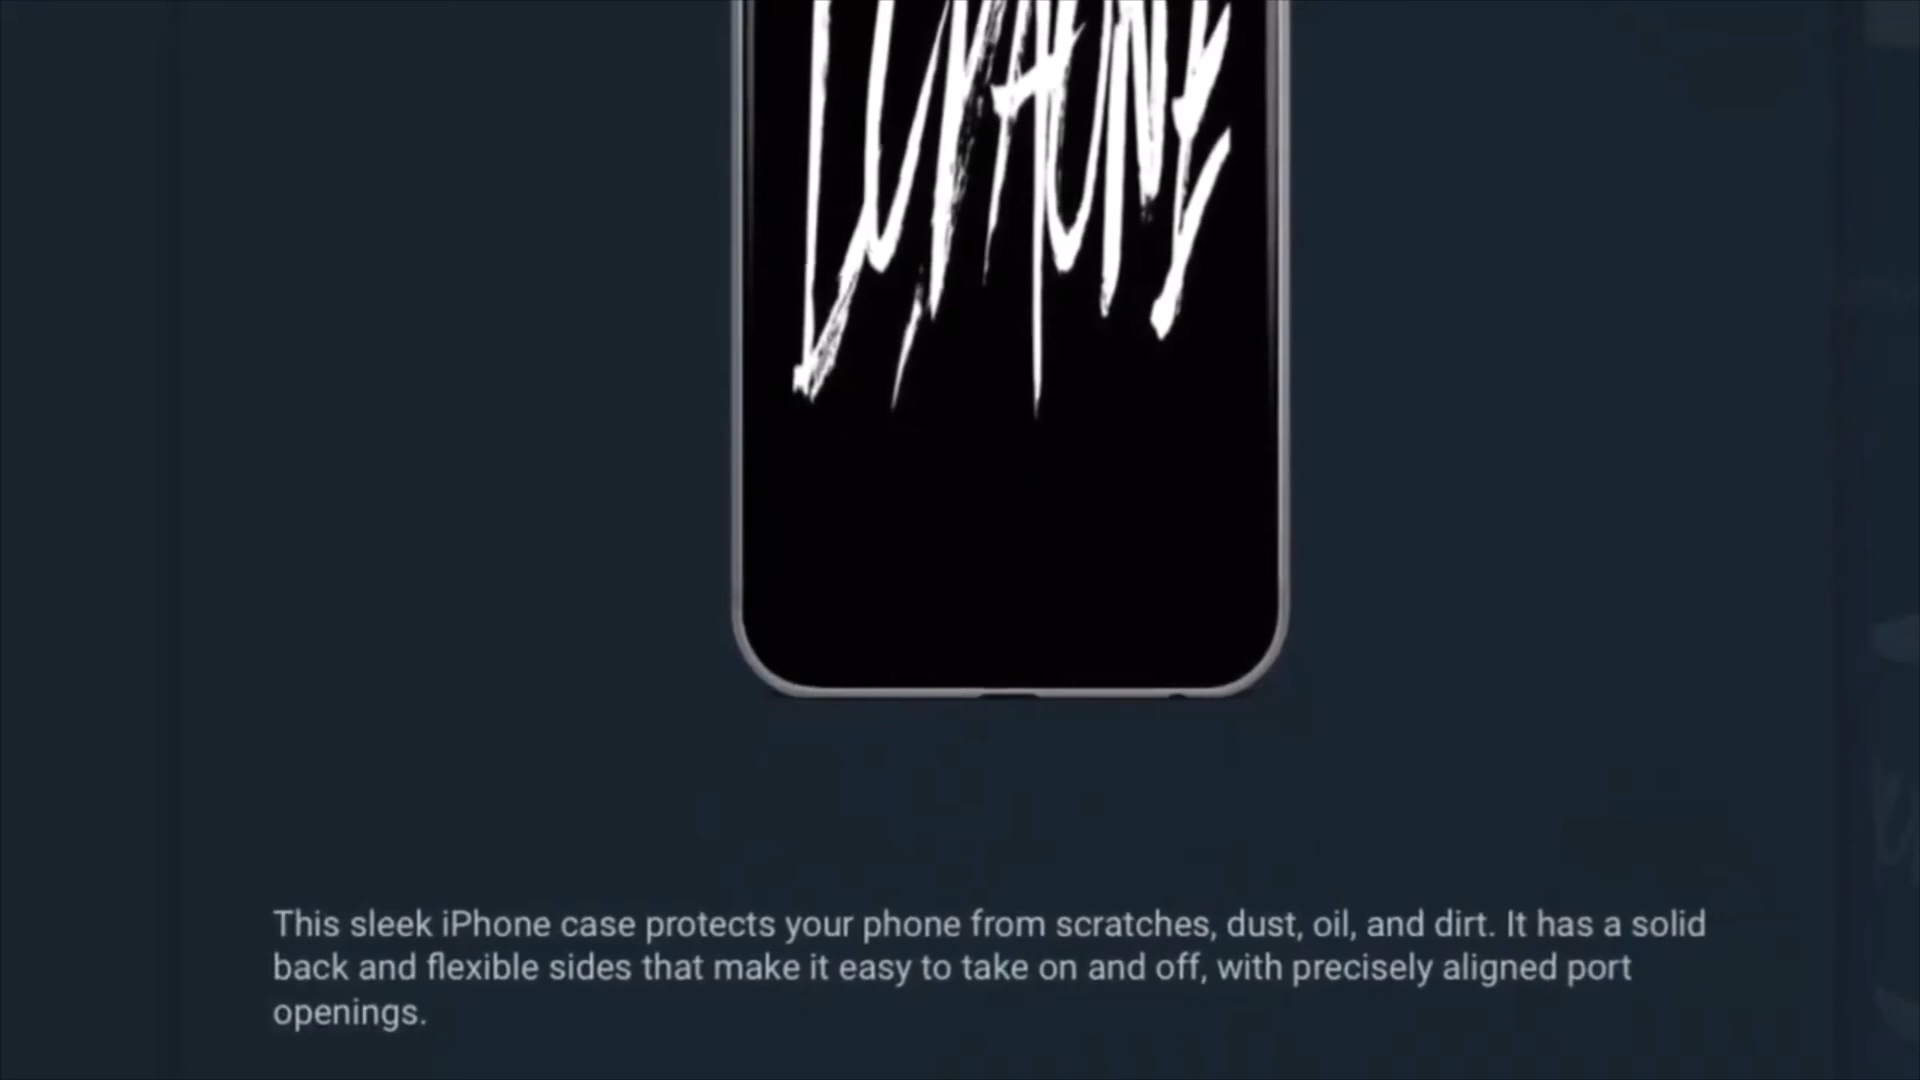 This sleek iPhone case protects your phone from scratches, dust, oil, and dirt. It has a solid
back and flexible sides that make it easy to take on and off, with precisely aligned port
openings.